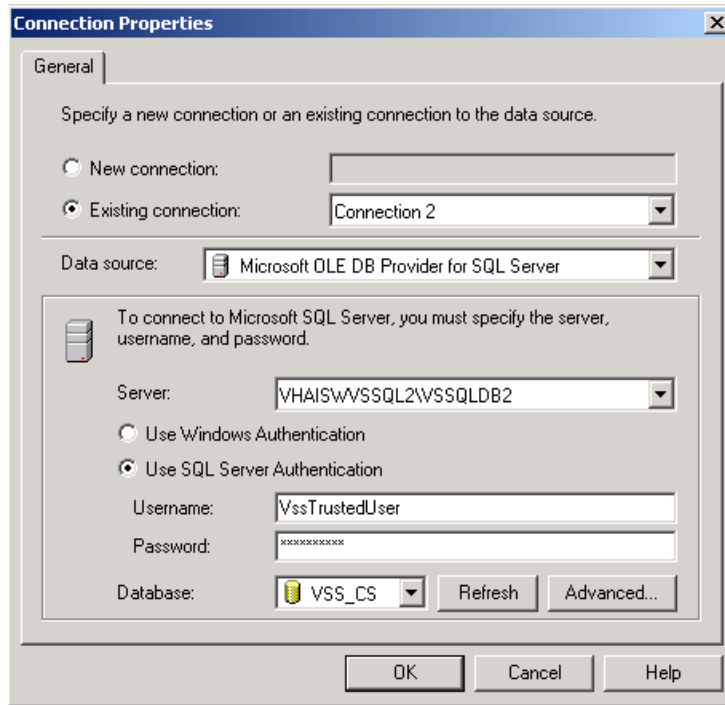 Connection Properties
General
Specify a new connection or an existing connection to the data source.
New connection:
Existing connection: Connection 2
Data source: Microsoft OLE DB Provider for SQL Server
To connect to Microsoft SQL Server, you must specify the server,
username, and password.
Server: VHAISWVSSQL2\VSSQLDB2
Use Windows Authentication
Use SQL Server Authentication
Username: VssTrustedUser
Password: **********
Database: VSS_CS Refresh Advanced...
OK Cancel Help